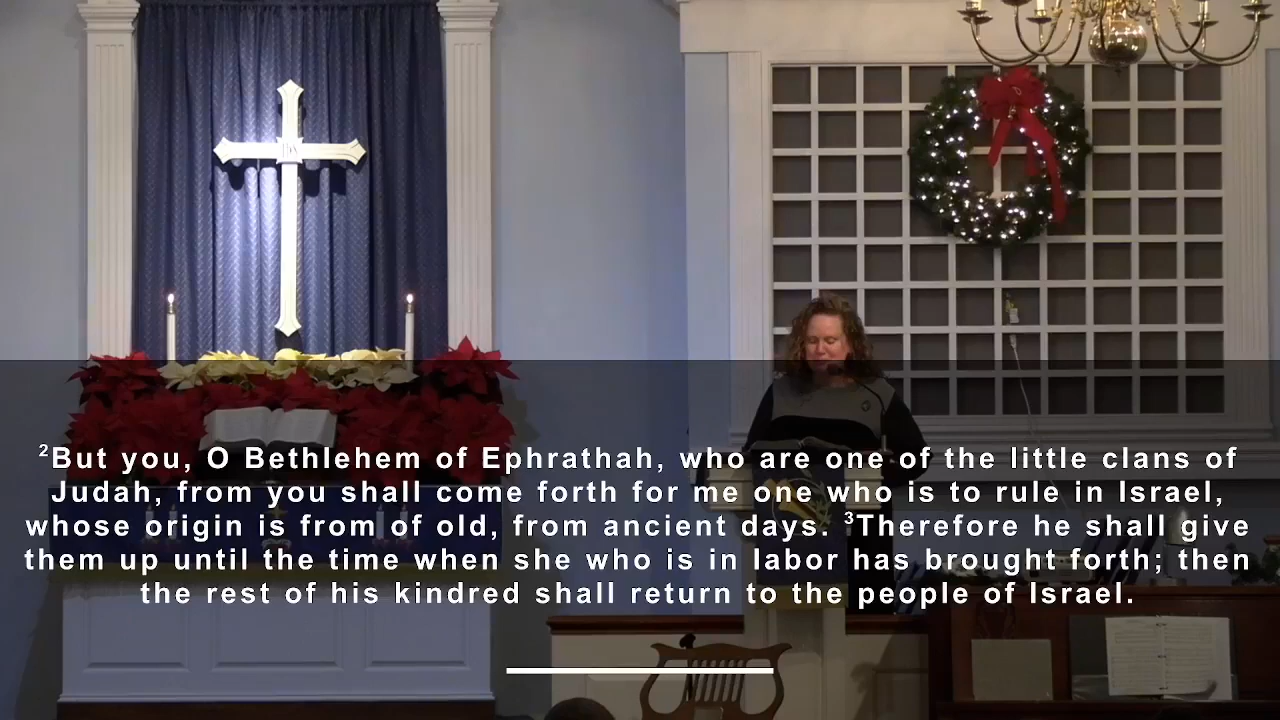 ²But you, O Bethlehem of Ephrathah, who are one of the little clans of
Judah, from you shall come forth for me one who is to rule in Israel,
whose origin is from of old, from ancient days. ³Therefore he shall give
them up until the time when she who is in labor has brought forth; then
the rest of his kindred shall return to the people of Israel.